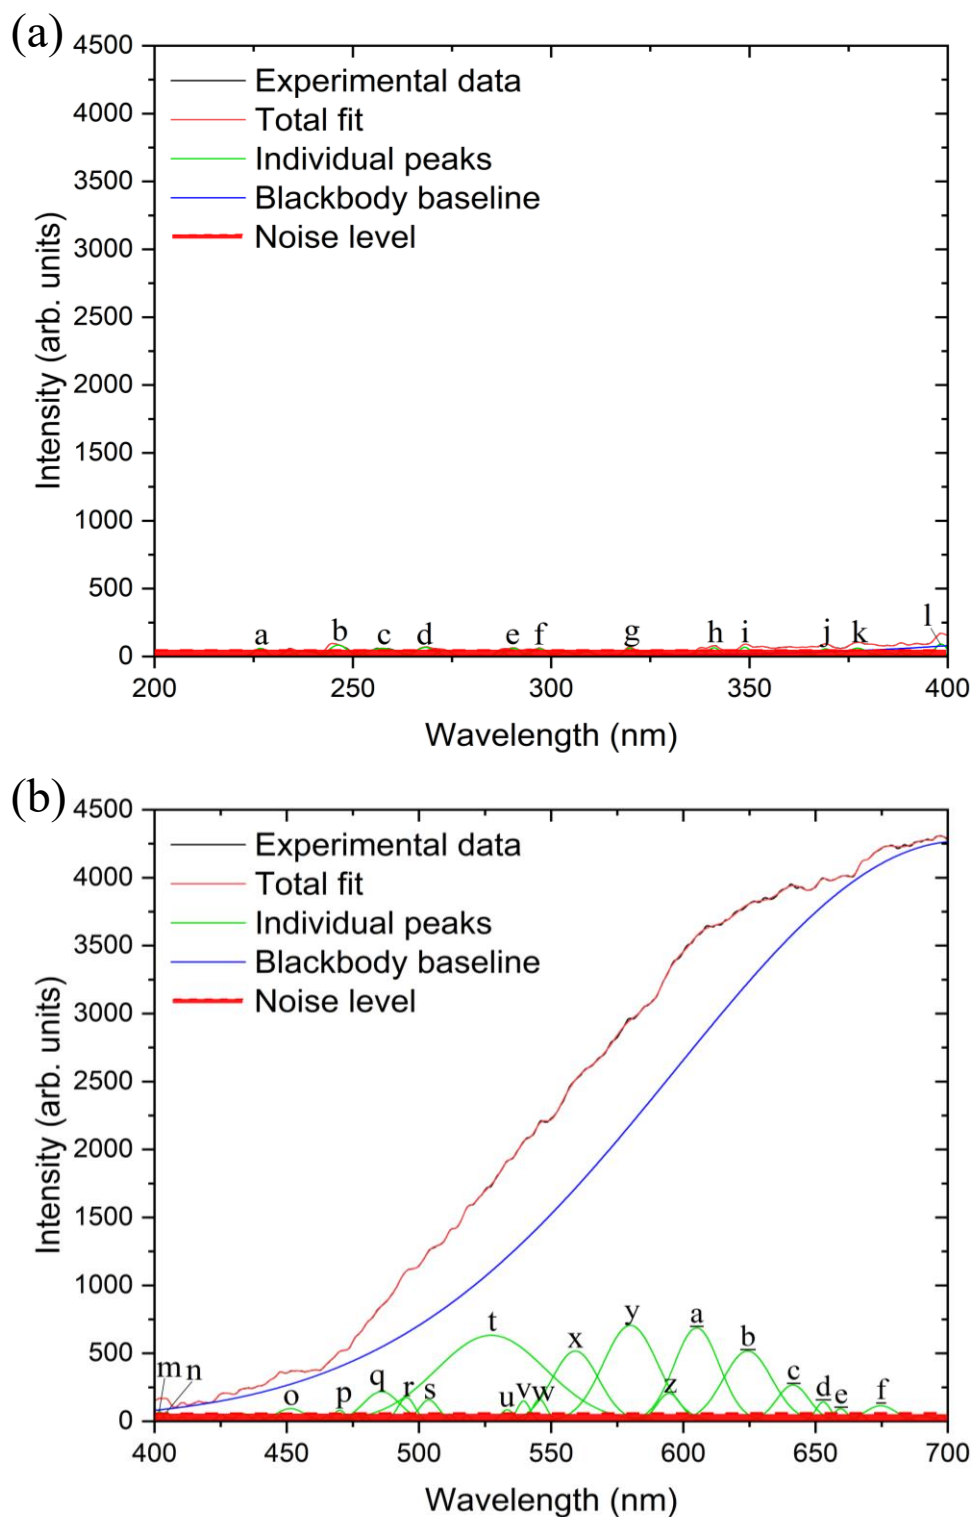 (a)
4500
4000
3500
3000
2500
2000
1500
1000
500
0
Intensity (arb. units)
Experimental data
Total fit
Individual peaks
Blackbody baseline
Noise level
a b c d e f g h i j k l
200 250 300 350 400
Wavelength (nm)
(b)
4500
4000
3500
3000
2500
2000
1500
1000
500
0
Intensity (arb. units)
Experimental data
Total fit
Individual peaks
Blackbody baseline
Noise level
m n o p q r s t u v w x y z a b c d e f
400 450 500 550 600 650 700
Wavelength (nm)